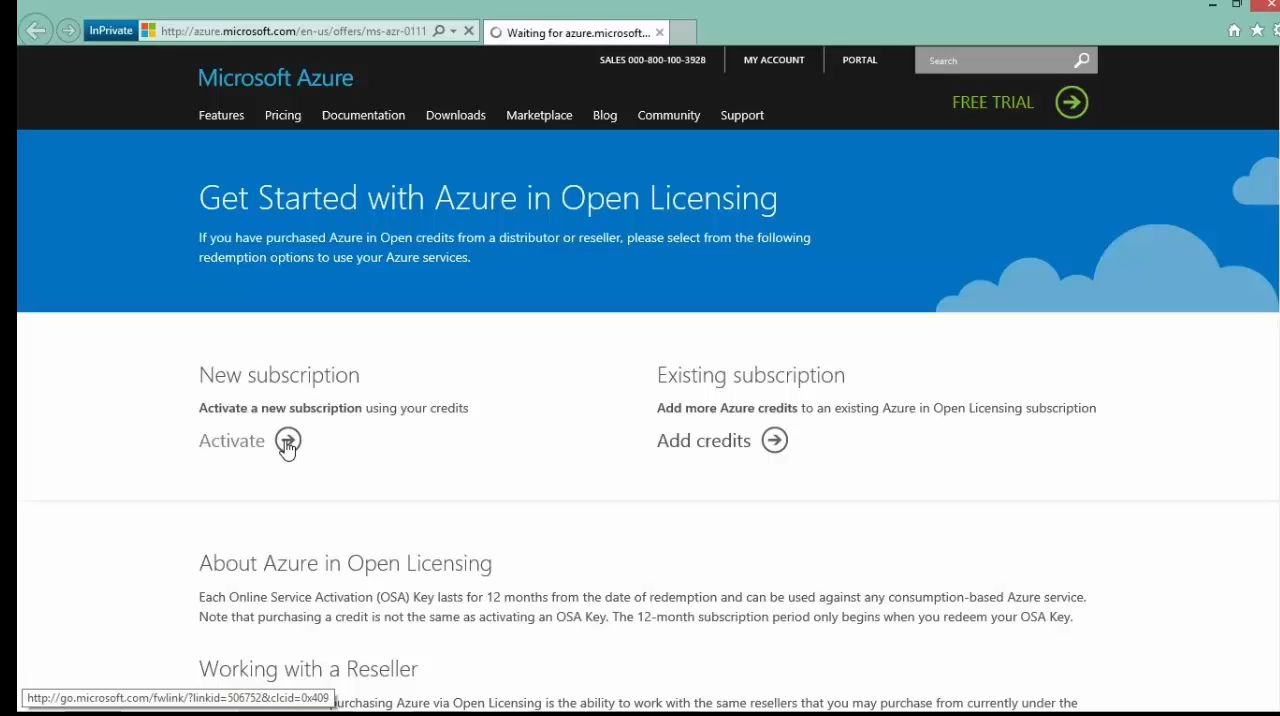 InPrivate
http://azure.microsoft.com/en-us/offers/ms-azr-0111
Waiting for azure.microsoft...
SALES 000-800-100-3928
MY ACCOUNT
PORTAL
Search
Microsoft Azure
FREE TRIAL
Features Pricing Documentation Downloads Marketplace Blog Community Support
Get Started with Azure in Open Licensing
If you have purchased Azure in Open credits from a distributor or reseller, please select from the following
redemption options to use your Azure services.
New subscription
Activate a new subscription using your credits
Activate
Existing subscription
Add more Azure credits to an existing Azure in Open Licensing subscription
Add credits
About Azure in Open Licensing
Each Online Service Activation (OSA) Key lasts for 12 months from the date of redemption and can be used against any consumption-based Azure service.
Note that purchasing a credit is not the same as activating an OSA Key. The 12-month subscription period only begins when you redeem your OSA Key.
Working with a Reseller
http://go.microsoft.com/fwlink/?linkid=506752&clcid=0x409
urchasing Azure via Open Licensing is the ability to work with the same resellers that you may purchase from currently under the